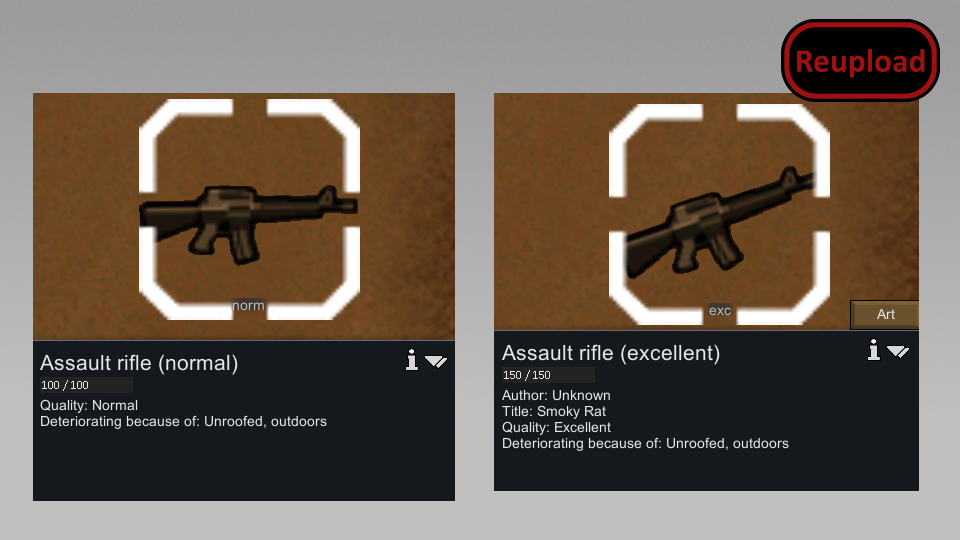 Reupload
norm
Assault rifle (normal)
100 / 100
Quality: Normal
Deteriorating because of: Unroofed, outdoors
exc
Art
Assault rifle (excellent)
150 / 150
Author: Unknown
Title: Smoky Rat
Quality: Excellent
Deteriorating because of: Unroofed, outdoors